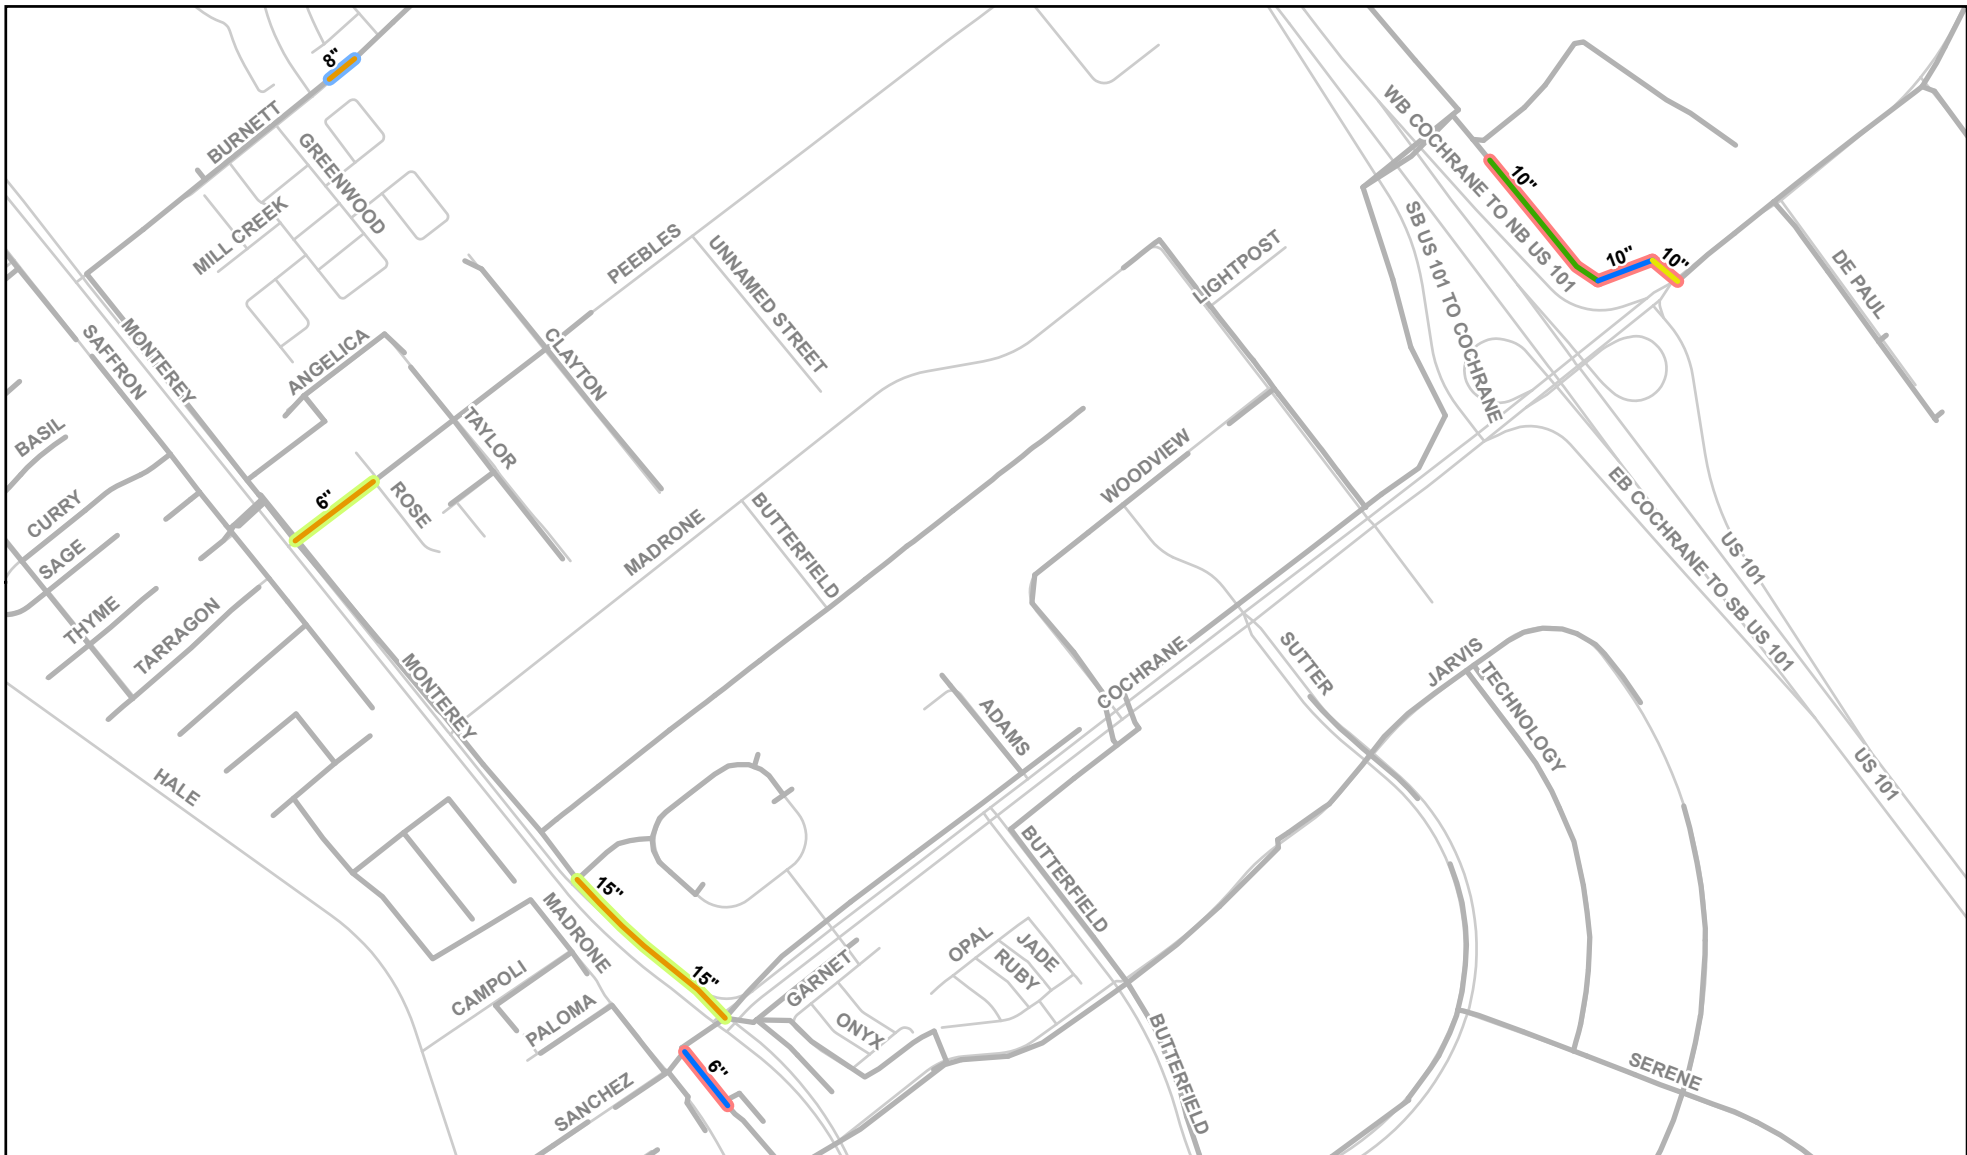 8"
BURNETT
GREENWOOD
MILL CREEK
WB COCHRANE TO NB US 101
10"
10"
10"
SB US 101 TO COCHRANE
DE PAUL
PEEBLES
UNNAMED STREET
LIGHTPOST
MONTEREY
SAFFRON
ANGELICA
CLAYTON
TAYLOR
BASIL
CURRY
SAGE
6"
ROSE
MADRONE
BUTTERFIELD
WOODVIEW
EB COCHRANE TO SB US 101
US 101
THYME
TARRAGON
MONTEREY
COCHRANE
SUTTER
JARVIS
TECHNOLOGY
ADAMS
HALE
US 101
15"
MADRONE
BUTTERFIELD
15"
CAMPOLI
PALOMA
GARNET
ONYX
OPAL
JADE
RUBY
BUTTERFIELD
SANCHEZ
6"
SERENE